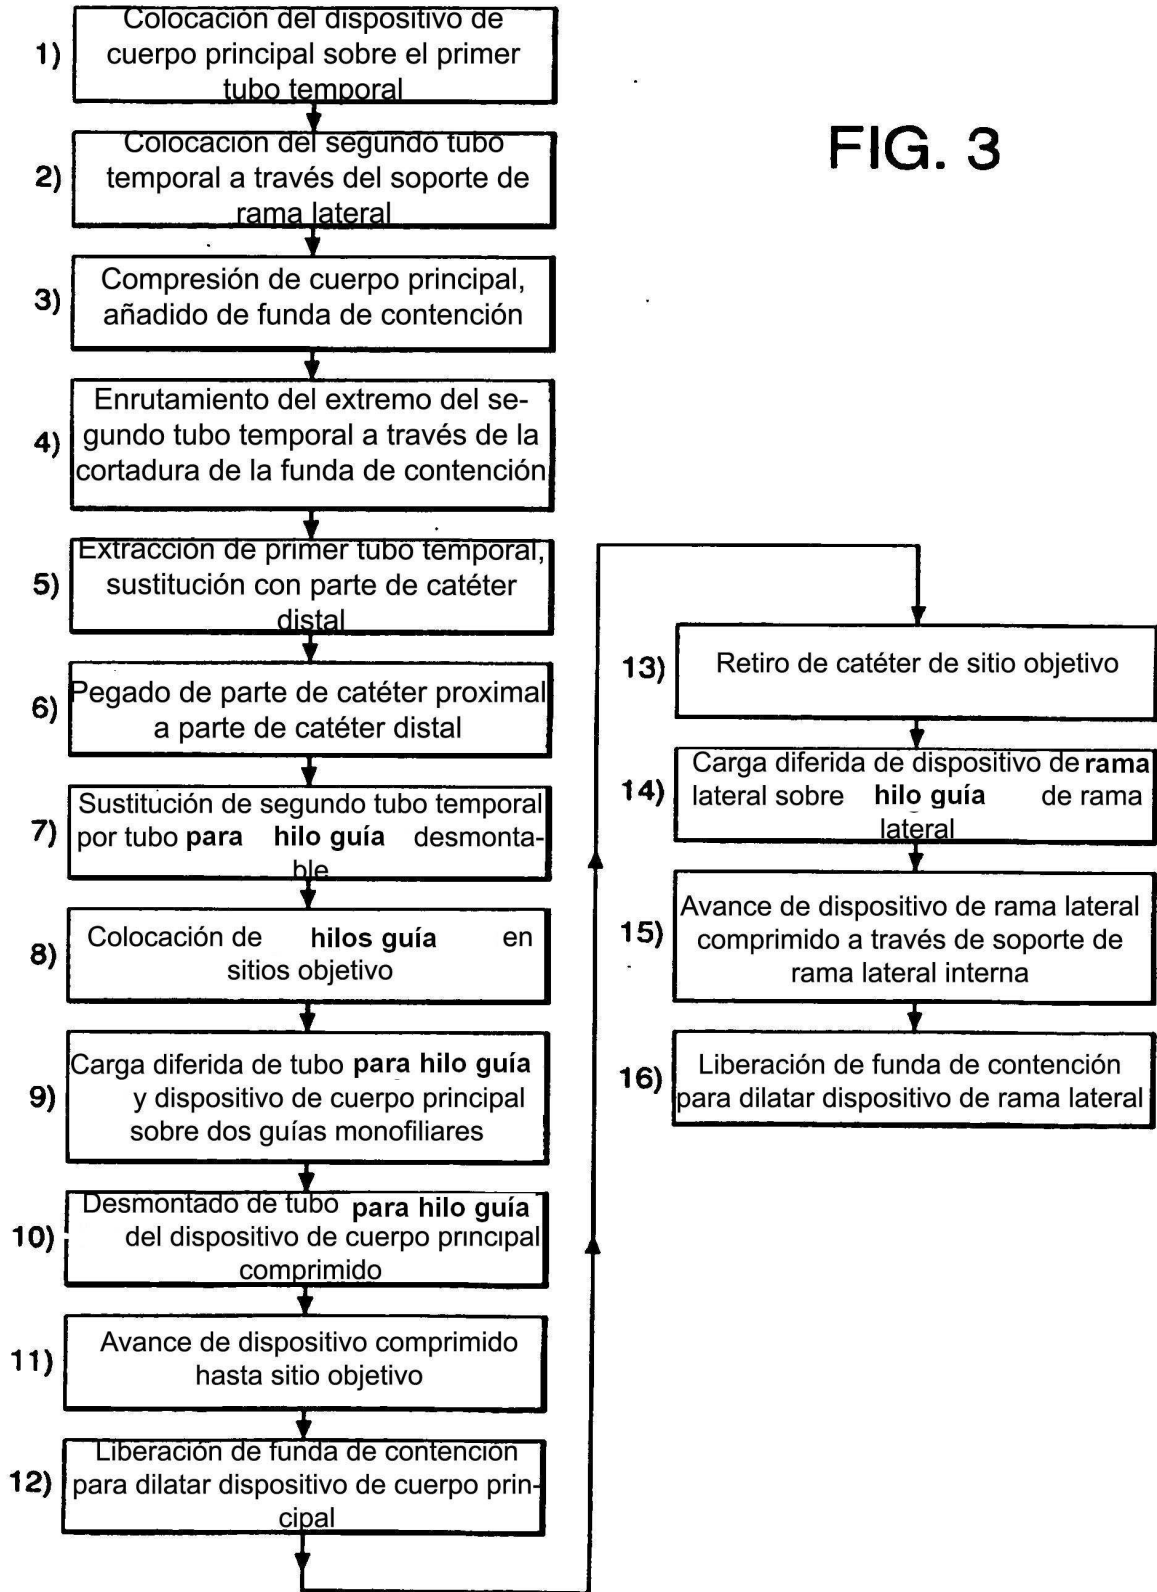 FIG. 3
1)
Colocación del dispositivo de
cuerpo principal sobre el primer
tubo temporal
2)
Colocación del segundo tubo
temporal a través del soporte de
rama lateral
3)
Compresión de cuerpo principal,
añadido de funda de contención
4)
Enrutamiento del extremo del se-
gundo tubo temporal a través de la
cortadura de la funda de contención
5)
Extracción de primer tubo temporal,
sustitución con parte de catéter
distal
6)
Pegado de parte de catéter proximal
a parte de catéter distal
7)
Sustitución de segundo tubo temporal
por tubo para hilo guía desmonta-
ble
8)
Colocación de hilos guía en
sitios objetivo
9)
Carga diferida de tubo para hilo guía
y dispositivo de cuerpo principal
sobre dos guías monofiliares
10)
Desmontado de tubo para hilo guía
del dispositivo de cuerpo principal
comprimido
11)
Avance de dispositivo comprimido
hasta sitio objetivo
12)
Liberación de funda de contención
para dilatar dispositivo de cuerpo prin-
cipal
13)
Retiro de catéter de sitio objetivo
14)
Carga diferida de dispositivo de rama
lateral sobre hilo guía de rama
lateral
15)
Avance de dispositivo de rama lateral
comprimido a través de soporte de
rama lateral interna
16)
Liberación de funda de contención
para dilatar dispositivo de rama lateral